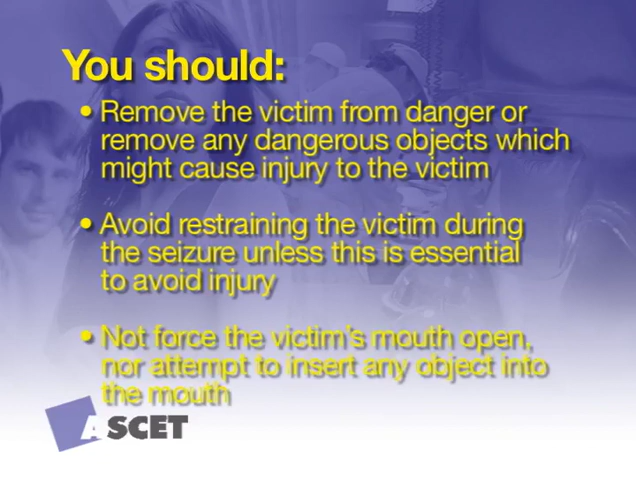 You should:
• Remove the victim from danger or
remove any dangerous objects which
might cause injury to the victim
• Avoid restraining the victim during
the seizure unless this is essential
to avoid injury
• Not force the victim's mouth open,
nor attempt to insert any object into
the mouth
ASCET